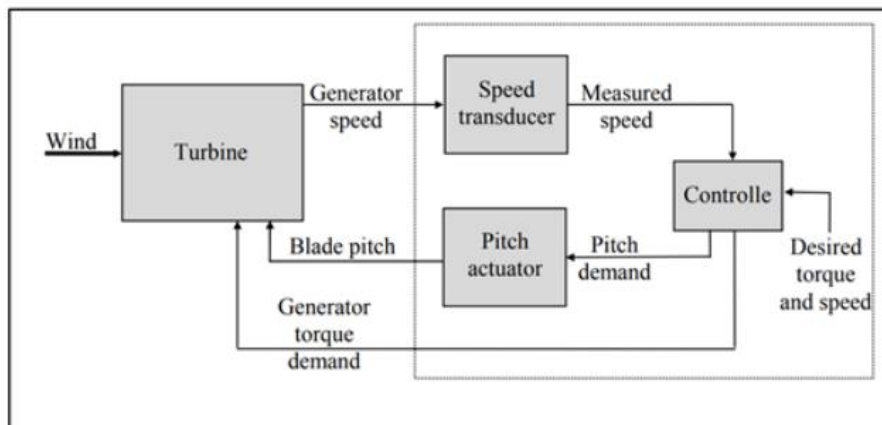 Generator
speed
Speed
transducer
Measured
speed
Wind
Turbine
Controlle
Blade pitch
Pitch
actuator
Pitch
demand
Desired
torque
and speed
Generator
torque
demand